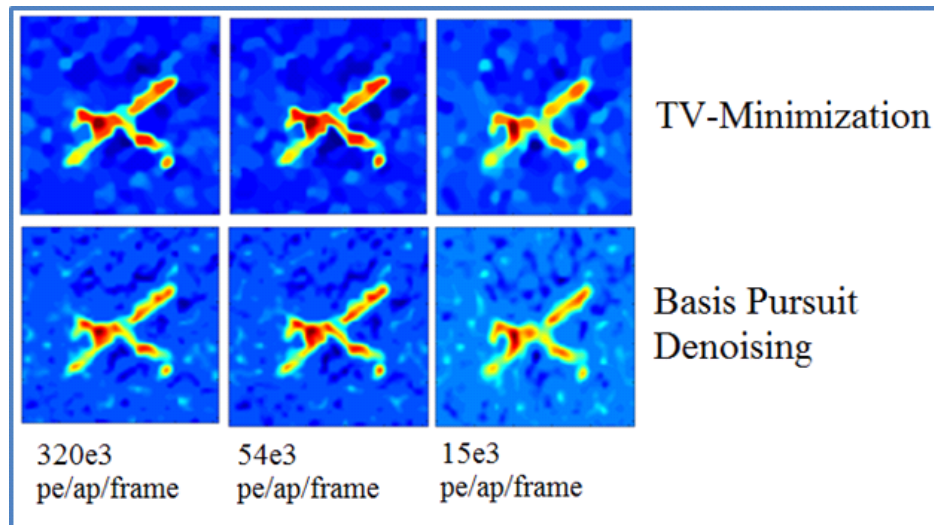 TV-Minimization
Basis Pursuit
Denoising
320e3
pe/ap/frame
54e3
pe/ap/frame
15e3
pe/ap/frame